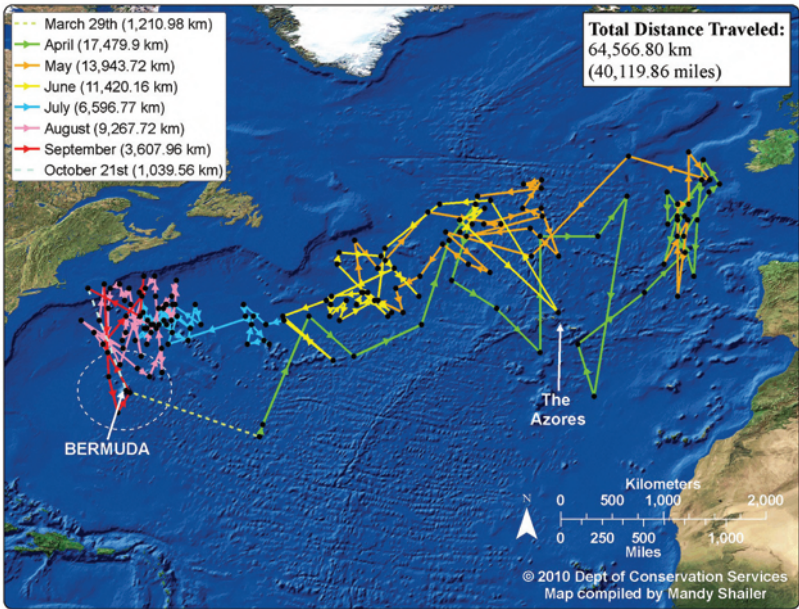 March 29th (1,210.98 km)
April (17,479.9 km)
May (13,943.72 km)
June (11,420.16 km)
July (6,596.77 km)
August (9,267.72 km)
September (3,607.96 km)
October 21st (1,039.56 km)
Total Distance Traveled:
64,566.80 km
(40,119.86 miles)
The
Azores
BERMUDA
N
Kilometers
0 500 1,000 2,000
0 250 500 1,000
Miles
© 2010 Dept of Conservation Services
Map compiled by Mandy Shailer